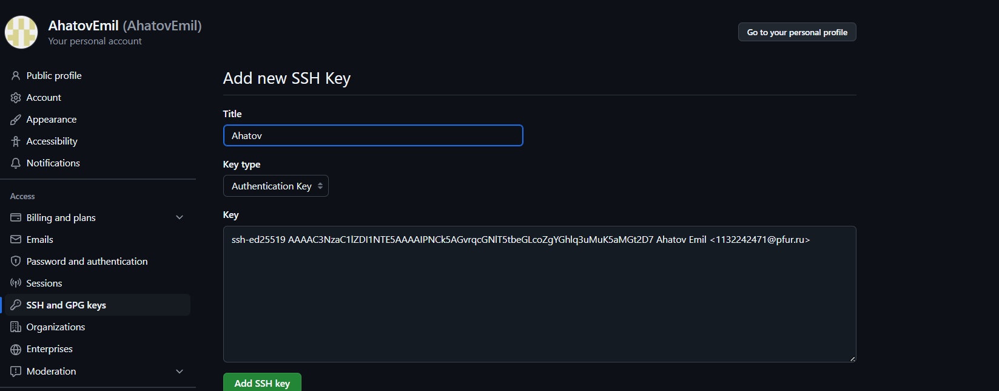 AhatovEmil (AhatovEmil)
Your personal account
Go to your personal profile
Public profile
Account
Appearance
Accessibility
Notifications
Access
Billing and plans
Emails
Password and authentication
Sessions
SSH and GPG keys
Organizations
Enterprises
Moderation
Add new SSH Key
Title
Ahatov
Key type
Authentication Key
Key
ssh-ed25519 AAAAC3NzaC1lZDI1NTE5AAAAIPNCk5AGvrqcGNlT5tbeGLcoZgYGhlq3uMuK5aMGt2D7 Ahatov Emil <1132242471@pfur.ru>
Add SSH key